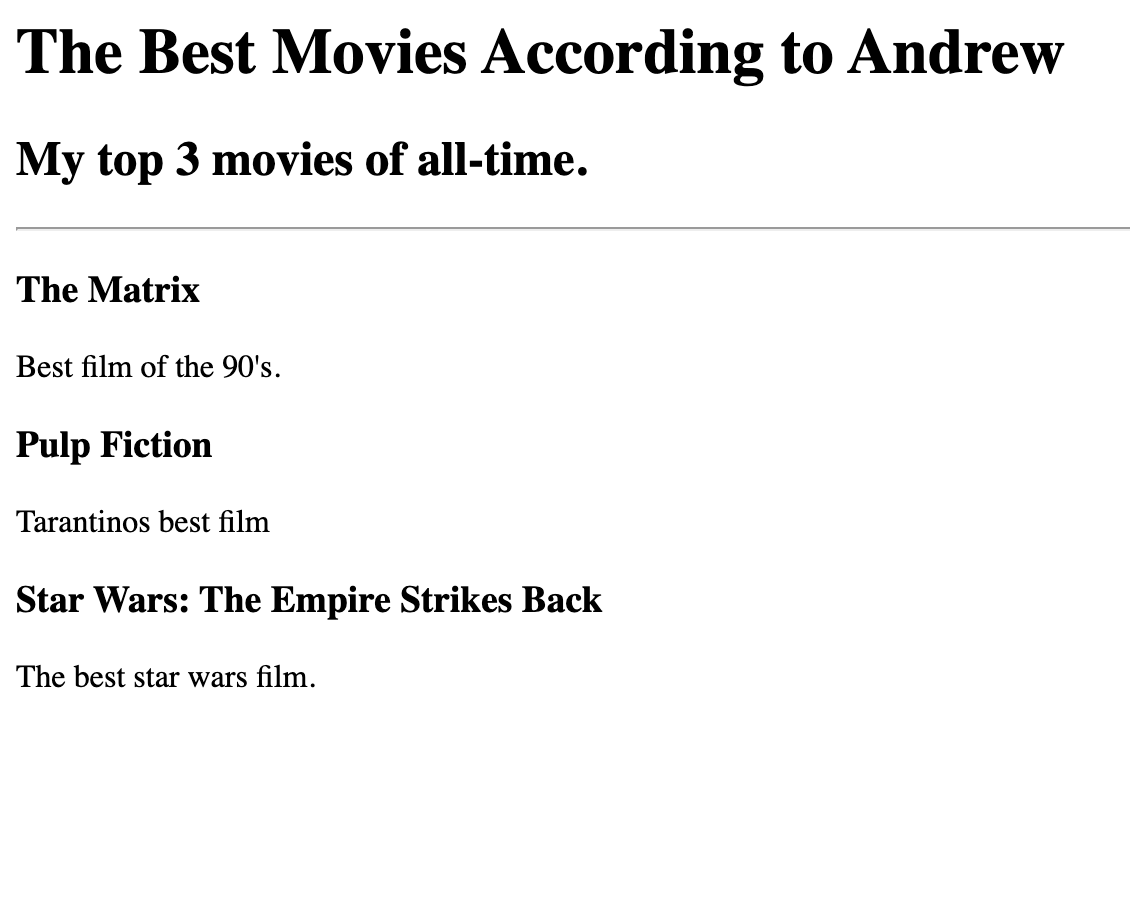 The Best Movies According to Andrew
My top 3 movies of all-time.
The Matrix
Best film of the 90's.
Pulp Fiction
Tarantinos best film
Star Wars: The Empire Strikes Back
The best star wars film.